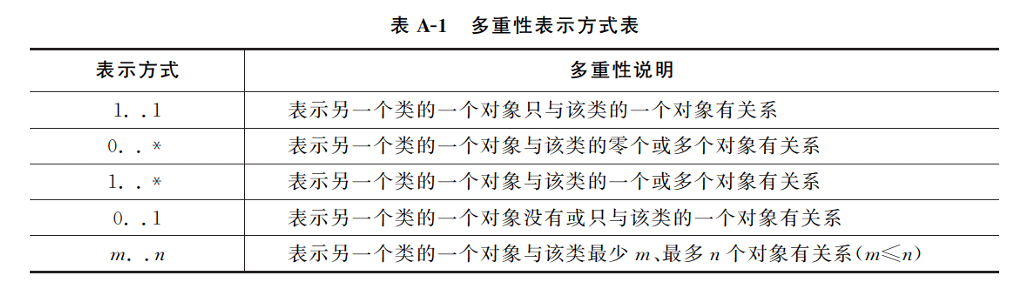 表 A-1 多重性表示方式表
表示方式 多重性说明
1. .1 表示另一个类的一个对象只与该类的一个对象有关系
0. . * 表示另一个类的一个对象与该类的零个或多个对象有关系
1. . * 表示另一个类的一个对象与该类的一个或多个对象有关系
0. .1 表示另一个类的一个对象没有或只与该类的一个对象有关系
m. .n 表示另一个类的一个对象与该类最少 m、最多 n 个对象有关系(m≤n)